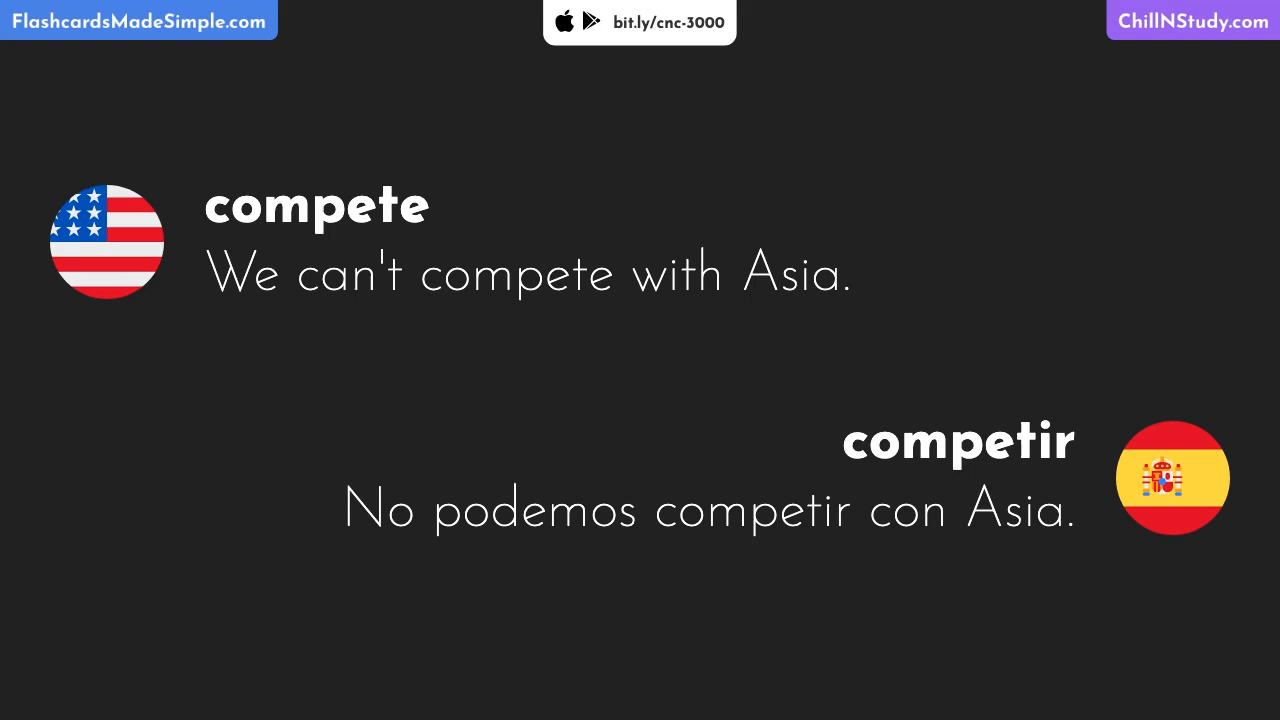 FlashcardsMadeSimple.com
bit.ly/cnc-3000
ChillNStudy.com
compete
We can't compete with Asia.
competir
No podemos competir con Asia.